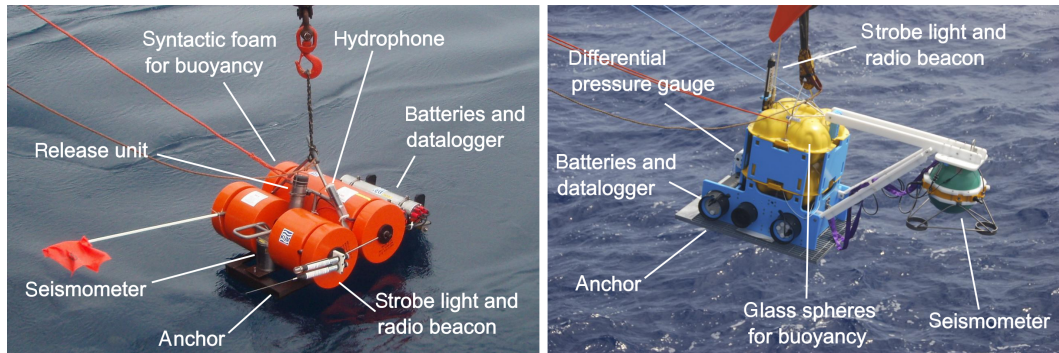 Syntactic foam
for buoyancy
Hydrophone
Batteries and
datalogger
Release unit
Seismometer
Anchor
Strobe light and
radio beacon
Strobe light and
radio beacon
Differential
pressure gauge
Batteries and
datalogger
Anchor
Glass spheres
for buoyancy
Seismometer